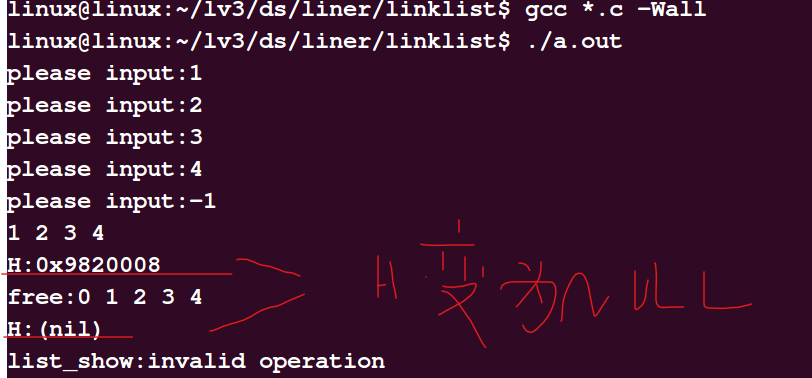 linux@linux:~/lv3/ds/liner/linklist$ gcc *.c -Wall
linux@linux:~/lv3/ds/liner/linklist$ ./a.out
please input:1
please input:2
please input:3
please input:4
please input:-1
1 2 3 4
H:0x9820008
free:0 1 2 3 4
H:(nil)
list_show:invalid operation
H变为NULL